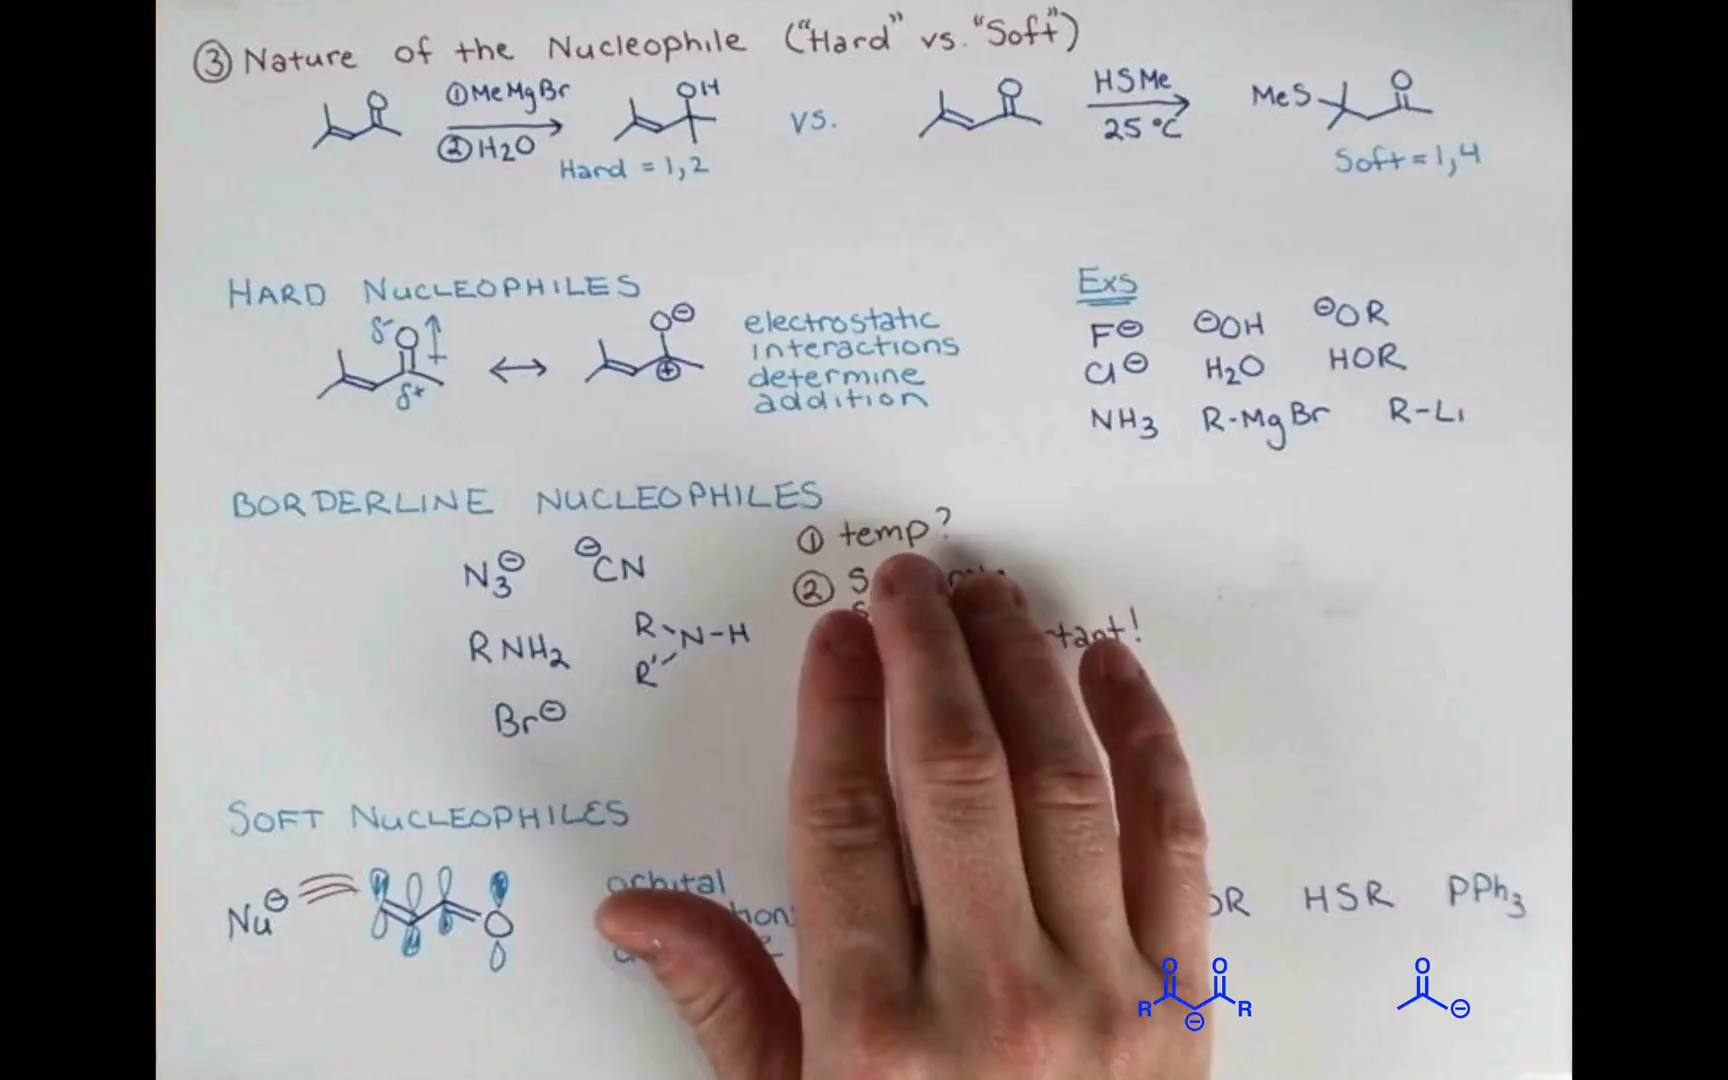 ③ Nature of the Nucleophile ("Hard" vs. "Soft")
① MeMgBr
② H2O
OH
Hard = 1,2
vs.
O
HSMe
25 °C
MeS
O
Soft = 1,4
HARD NUCLEOPHILES
δ- O
δ+
O⊖
⊕
electrostatic
interactions
determine
addition
Exs
F⊖ ⊖OH ⊖OR
Cl⊖ H2O HOR
NH3 R-MgBr R-Li
BORDERLINE NUCLEOPHILES
N3⊖ ⊖CN
RNH2 R R' N-H
Br⊖
① temp?
②
SOFT NUCLEOPHILES
Nu⊖
O
orbital
HSR PPh3
O O
R R
⊖
O
⊖